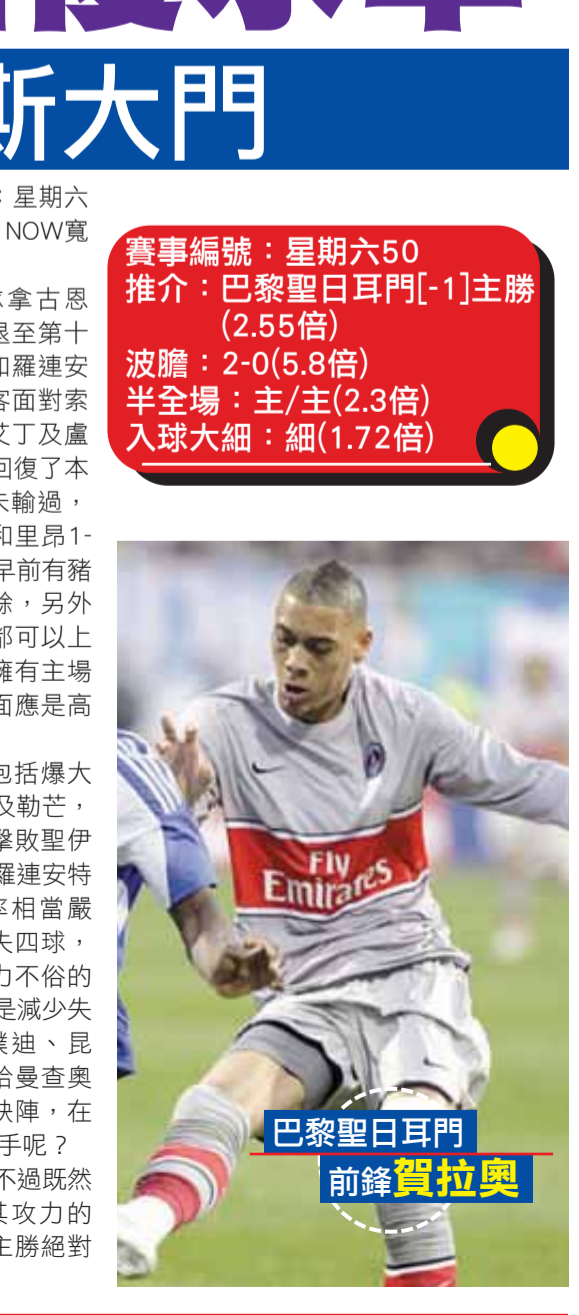 斯大門
：星期六
NOW寬
拿古恩
退至第十
如羅連安
客面對索
艾丁及盧
回復了本
未輸過，
和里昂1-
早前有豬
餘，另外
都可以上
擁有主場
面應是高
包括爆大
及勒芒，
擊敗聖伊
羅連安特
率相當嚴
失四球，
力不俗的
是減少失
樸迪、昆
哈曼查奧
缺陣，在
手呢？
不過既然
其攻力的
主勝絕對
賽事編號：星期六50
推介：巴黎聖日耳門[-1]主勝
(2.55倍)
波膽：2-0(5.8倍)
半全場：主/主(2.3倍)
入球大細：細(1.72倍)
Fly
Emirates
巴黎聖日耳門
前鋒賀拉奧